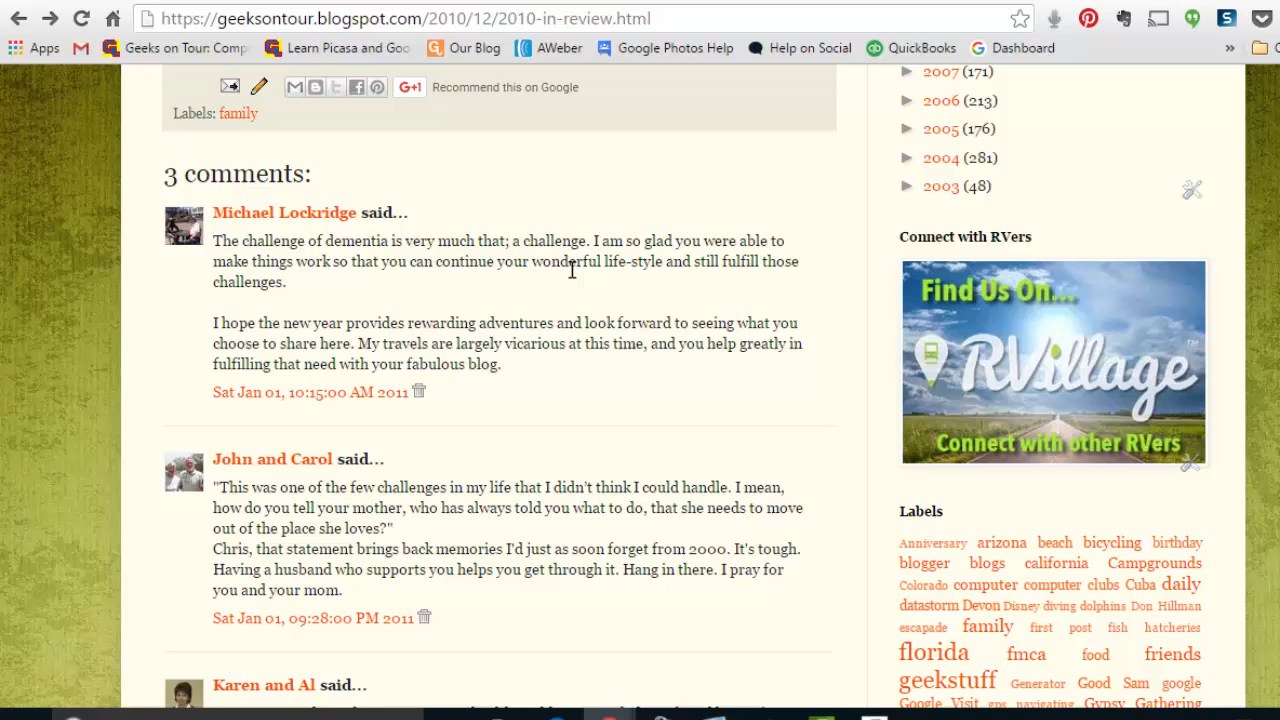 https://geeksontour.blogspot.com/2010/12/2010-in-review.html
Apps Geeks on Tour: Comp Learn Picasa and Goo Our Blog AWeber Google Photos Help Help on Social QuickBooks Dashboard »
G+1 Recommend this on Google
Labels: family
3 comments:
Michael Lockridge said...
The challenge of dementia is very much that; a challenge. I am so glad you were able to
make things work so that you can continue your wonderful life-style and still fulfill those
challenges.
I hope the new year provides rewarding adventures and look forward to seeing what you
choose to share here. My travels are largely vicarious at this time, and you help greatly in
fulfilling that need with your fabulous blog.
Sat Jan 01, 10:15:00 AM 2011
John and Carol said...
"This was one of the few challenges in my life that I didn't think I could handle. I mean,
how do you tell your mother, who has always told you what to do, that she needs to move
out of the place she loves?"
Chris, that statement brings back memories I'd just as soon forget from 2000. It's tough.
Having a husband who supports you helps you get through it. Hang in there. I pray for
you and your mom.
Sat Jan 01, 09:28:00 PM 2011
Karen and Al said...
2007 (171)
2006 (213)
2005 (176)
2004 (281)
2003 (48)
Connect with RVers
Find Us On...
RVillage™
Connect with other RVers
Labels
Anniversary arizona beach bicycling birthday
blogger blogs california Campgrounds
Colorado computer computer clubs Cuba daily
datastorm Devon Disney diving dolphins Don Hillman
escapade family first post fish hatcheries
florida fmca food friends
geekstuff Generator Good Sam google
Google Visit gps navigating Gypsy Gathering